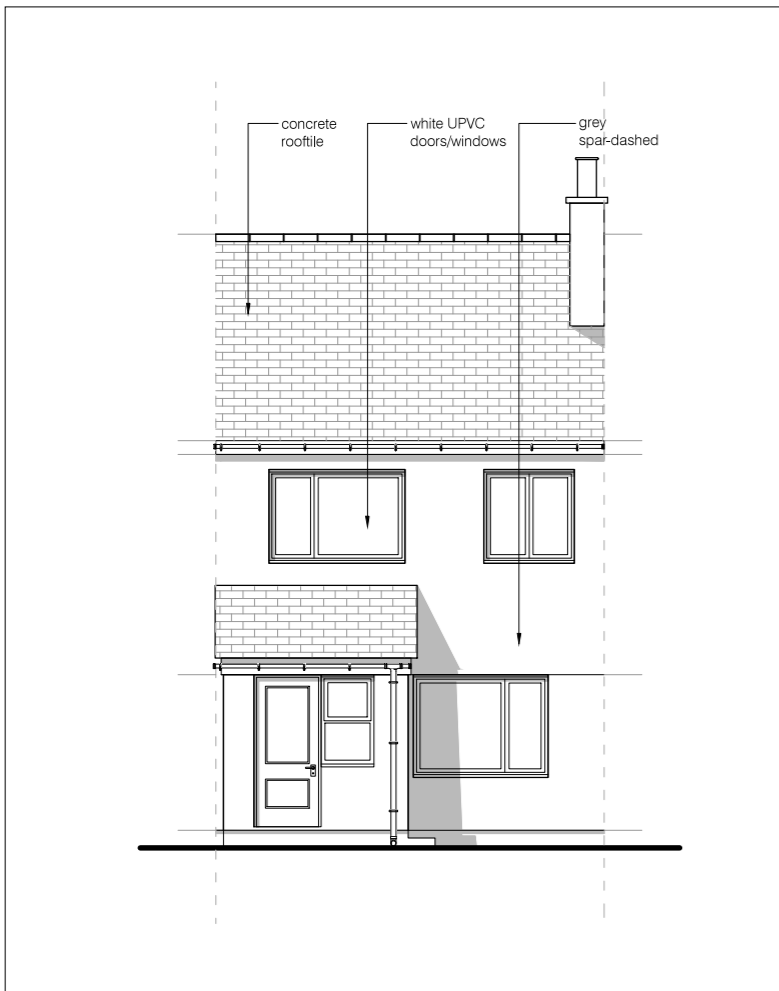 concrete
rooftile
white UPVC
doors/windows
grey
spar-dashed